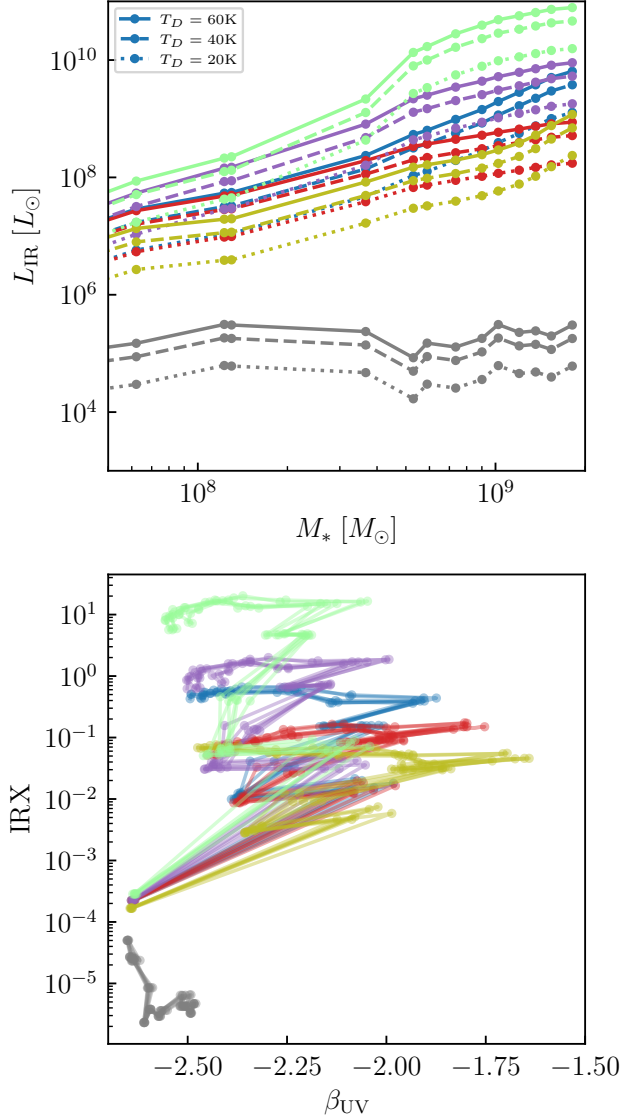 T_D = 60K
T_D = 40K
T_D = 20K
10^10
10^8
10^6
10^4
L_IR [L_⊙]
10^8 10^9
M_* [M_⊙]
10^1
10^0
10^−1
10^−2
10^−3
10^−4
10^−5
IRX
−2.50 −2.25 −2.00 −1.75 −1.50
β_UV